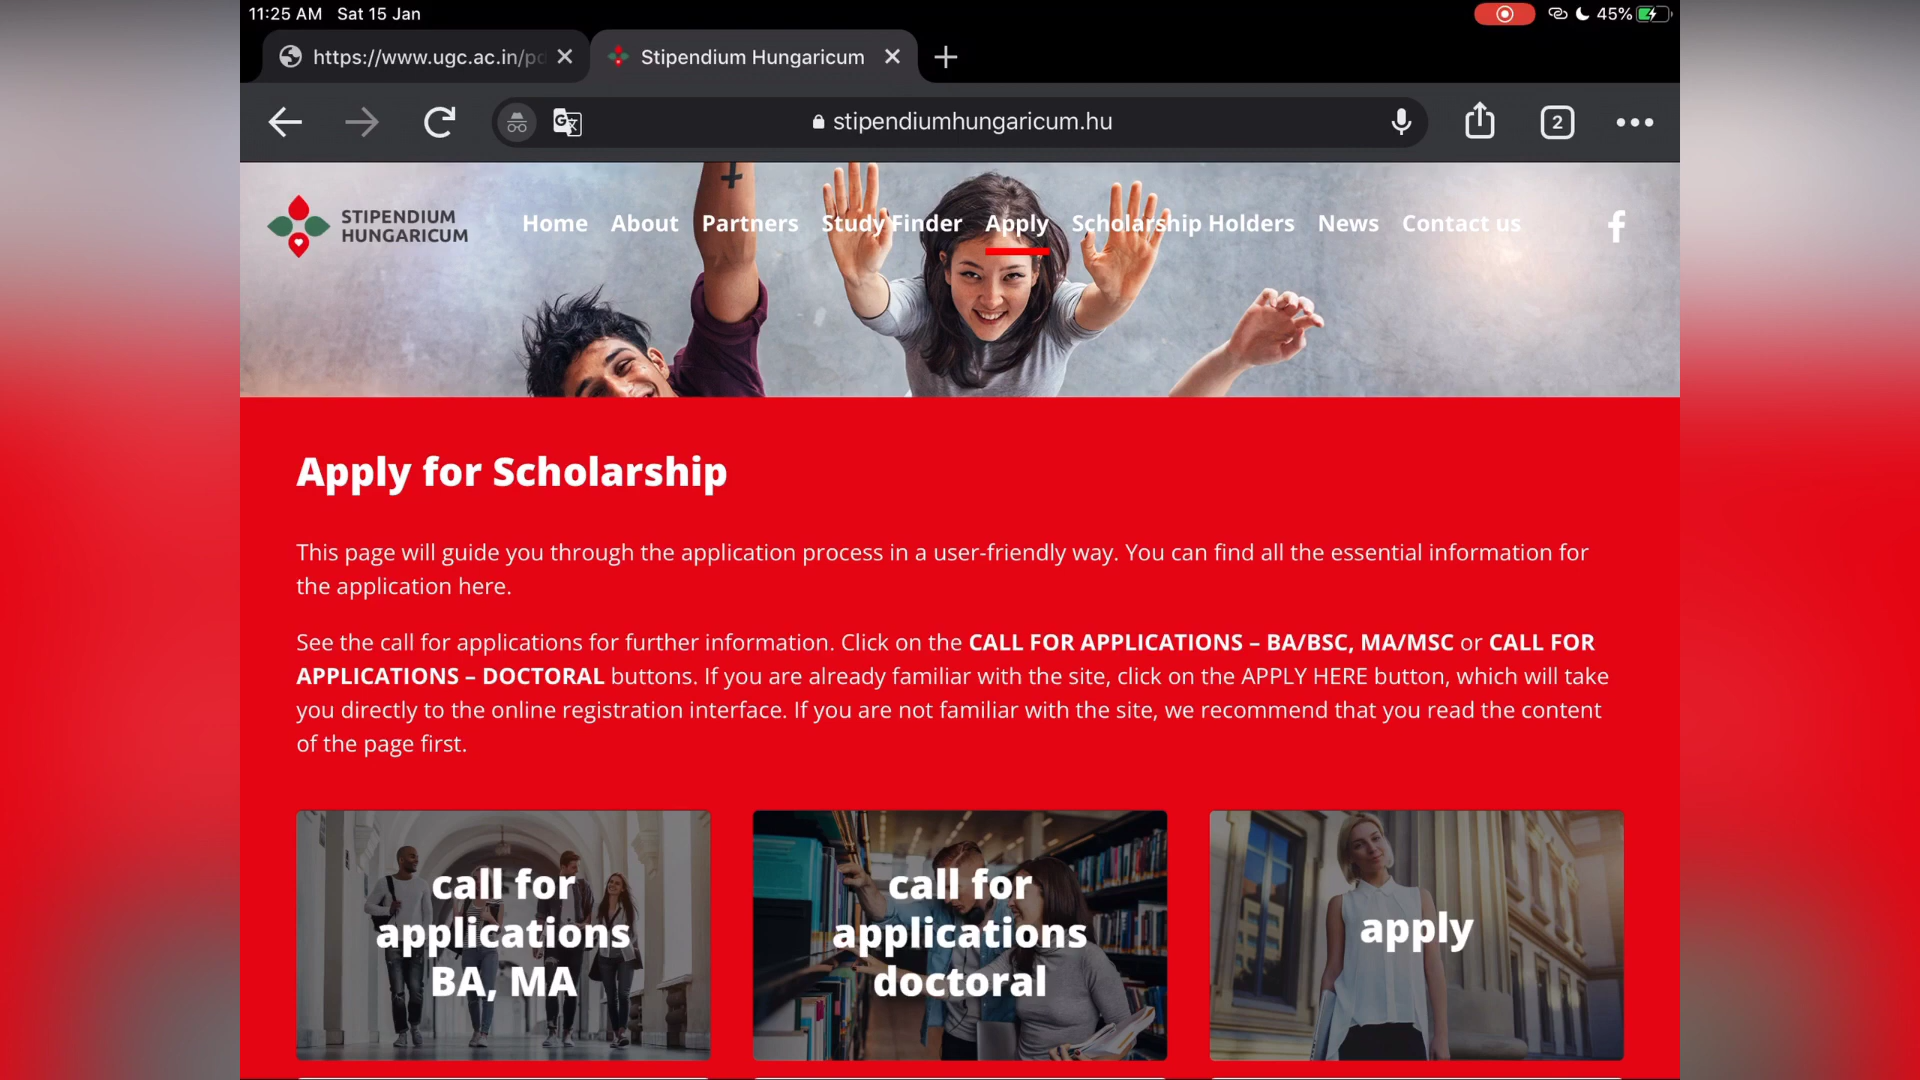 11:25 AM Sat 15 Jan
45%
https://www.ugc.ac.in/pd
Stipendium Hungaricum
stipendiumhungaricum.hu
2
STIPENDIUM
HUNGARICUM
Home About Partners Study Finder Apply Scholarship Holders News Contact us
Apply for Scholarship
This page will guide you through the application process in a user-friendly way. You can find all the essential information for
the application here.
See the call for applications for further information. Click on the CALL FOR APPLICATIONS – BA/BSC, MA/MSC or CALL FOR
APPLICATIONS – DOCTORAL buttons. If you are already familiar with the site, click on the APPLY HERE button, which will take
you directly to the online registration interface. If you are not familiar with the site, we recommend that you read the content
of the page first.
call for
applications
BA, MA
call for
applications
doctoral
apply